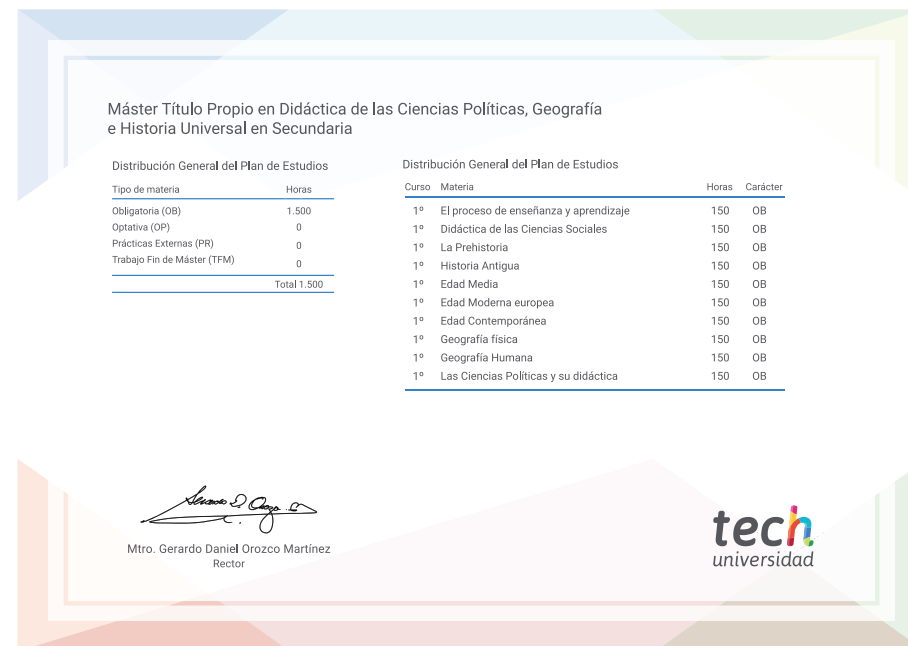 Máster Título Propio en Didáctica de las Ciencias Políticas, Geografía
e Historia Universal en Secundaria
Distribución General del Plan de Estudios
Tipo de materia Horas
Obligatoria (OB) 1.500
Optativa (OP) 0
Prácticas Externas (PR) 0
Trabajo Fin de Máster (TFM) 0
Total 1.500
Distribución General del Plan de Estudios
Curso Materia Horas Carácter
1º El proceso de enseñanza y aprendizaje 150 OB
1º Didáctica de las Ciencias Sociales 150 OB
1º La Prehistoria 150 OB
1º Historia Antigua 150 OB
1º Edad Media 150 OB
1º Edad Moderna europea 150 OB
1º Edad Contemporánea 150 OB
1º Geografía física 150 OB
1º Geografía Humana 150 OB
1º Las Ciencias Políticas y su didáctica 150 OB
Mtro. Gerardo Daniel Orozco Martínez
Rector
tech
universidad